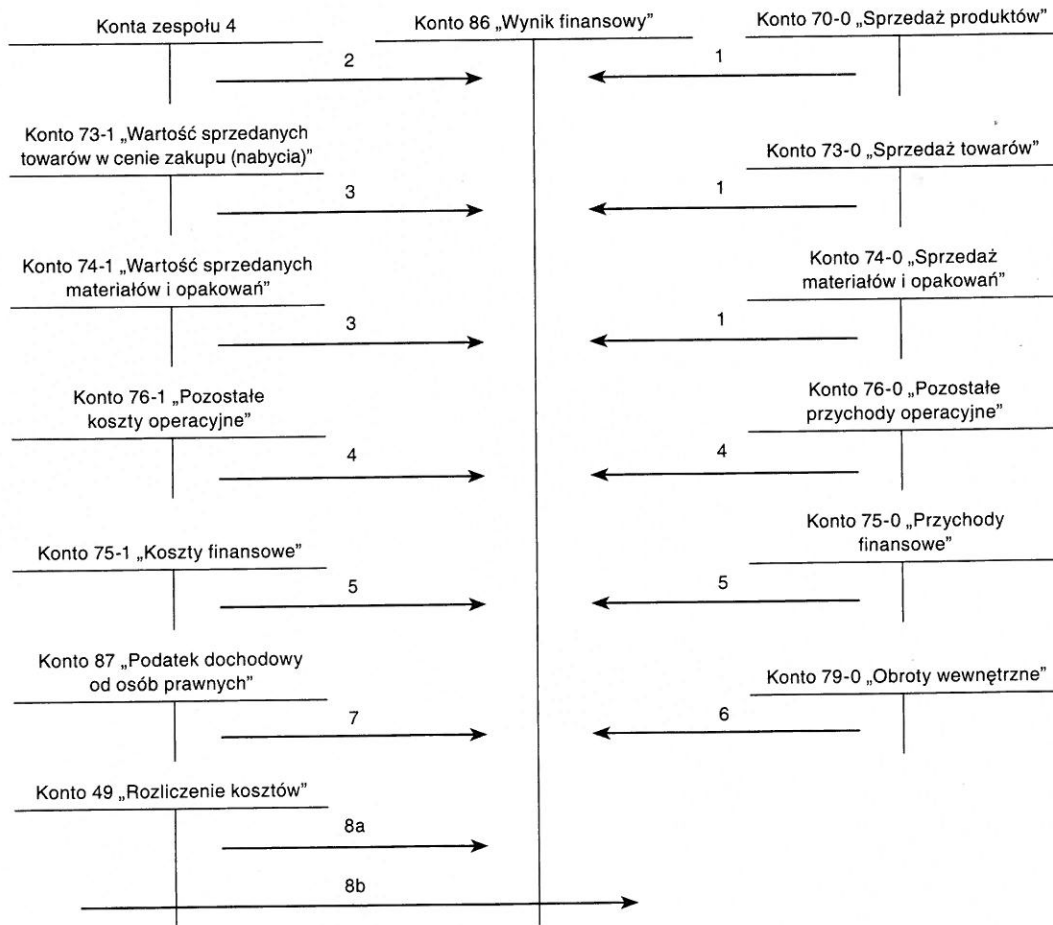 Konta zespołu 4
Konto 86 „Wynik finansowy”
Konto 70-0 „Sprzedaż produktów”
2
1
Konto 73-1 „Wartość sprzedanych
towarów w cenie zakupu (nabycia)”
Konto 73-0 „Sprzedaż towarów”
3
1
Konto 74-1 „Wartość sprzedanych
materiałów i opakowań”
Konto 74-0 „Sprzedaż
materiałów i opakowań”
3
1
Konto 76-1 „Pozostałe
koszty operacyjne”
Konto 76-0 „Pozostałe
przychody operacyjne”
4
4
Konto 75-1 „Koszty finansowe”
Konto 75-0 „Przychody
finansowe”
5
5
Konto 87 „Podatek dochodowy
od osób prawnych”
Konto 79-0 „Obroty wewnętrzne”
7
6
Konto 49 „Rozliczenie kosztów”
8a
8b